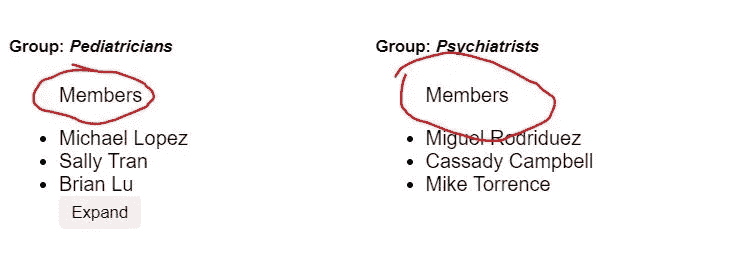 Group: Pediatricians
Members
Michael Lopez
Sally Tran
Brian Lu
Expand
Group: Psychiatrists
Members
Miguel Rodriduez
Cassady Campbell
Mike Torrence